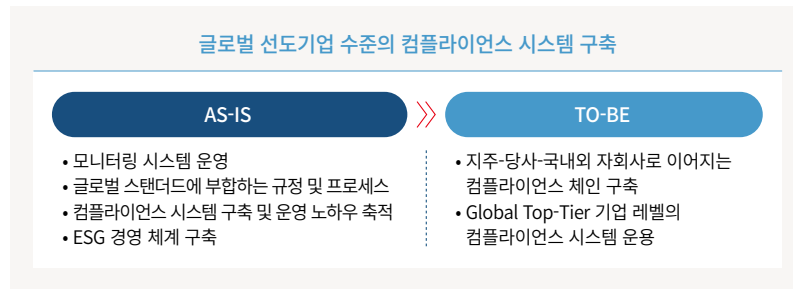 글로벌 선도기업 수준의 컴플라이언스 시스템 구축
AS-IS
• 모니터링 시스템 운영
• 글로벌 스탠더드에 부합하는 규정 및 프로세스
• 컴플라이언스 시스템 구축 및 운영 노하우 축적
• ESG 경영 체계 구축
TO-BE
• 지주-당사-국내외 자회사로 이어지는
컴플라이언스 체인 구축
• Global Top-Tier 기업 레벨의
컴플라이언스 시스템 운용